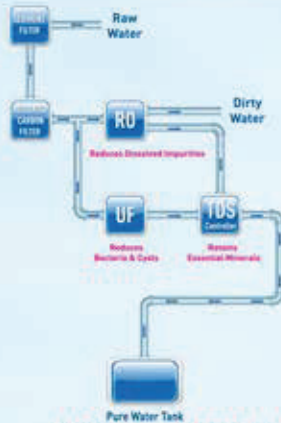 SEDIMENT
FILTER
Raw
Water
CARBON
FILTER
RO
Dirty
Water
Reduces Dissolved Impurities
UF
TDS
Controller
Reduces
Bacteria & Cysts
Retains
Essential Minerals
Pure Water Tank